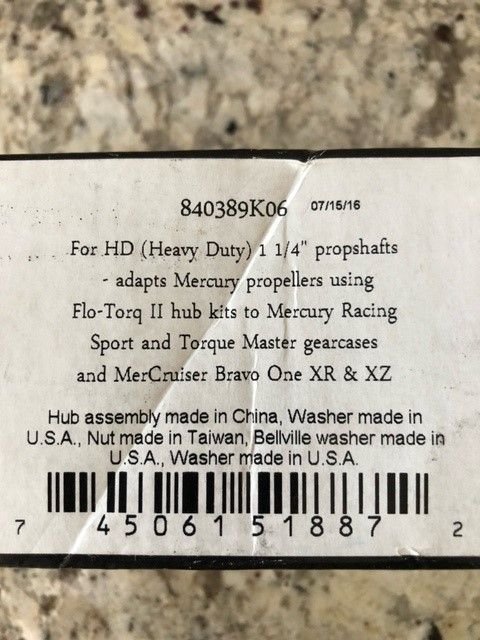 840389K06 07/15/16
For HD (Heavy Duty) 1 1/4" propshafts
- adapts Mercury propellers using
Flo-Torq II hub kits to Mercury Racing
Sport and Torque Master gearcases
and MerCruiser Bravo One XR & XZ
Hub assembly made in China, Washer made in
U.S.A., Nut made in Taiwan, Bellville washer made in
U.S.A., Washer made in U.S.A.
7 45061 51887 2